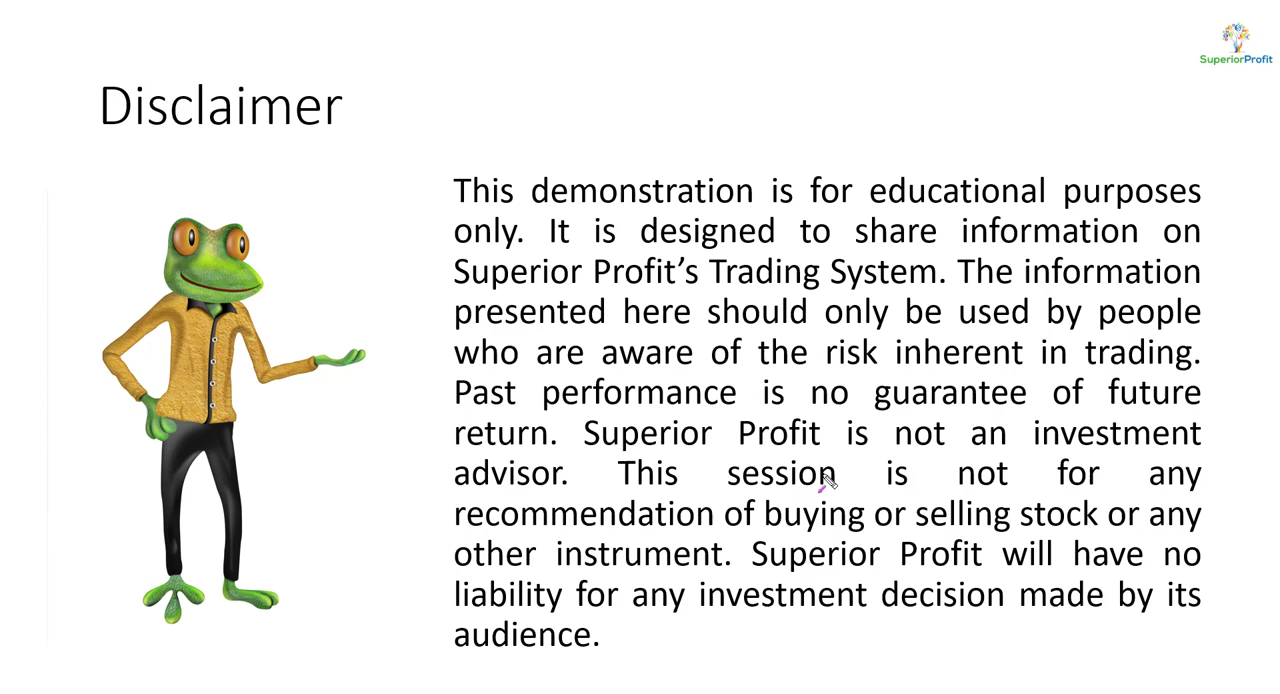 SuperiorProfit
Disclaimer
This demonstration is for educational purposes
only. It is designed to share information on
Superior Profit’s Trading System. The information
presented here should only be used by people
who are aware of the risk inherent in trading.
Past performance is no guarantee of future
return. Superior Profit is not an investment
advisor. This session is not for any
recommendation of buying or selling stock or any
other instrument. Superior Profit will have no
liability for any investment decision made by its
audience.